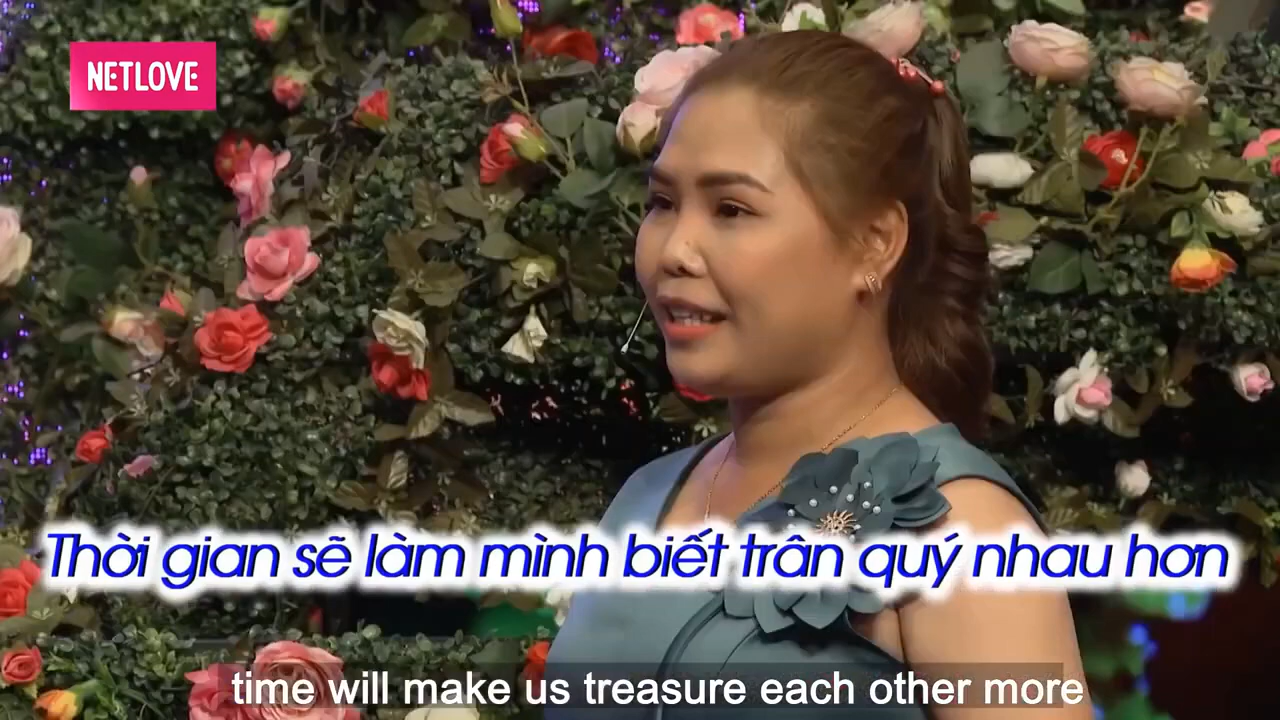 NETLOVE
Thời gian sẽ làm mình biết trân quý nhau hơn
time will make us treasure each other more